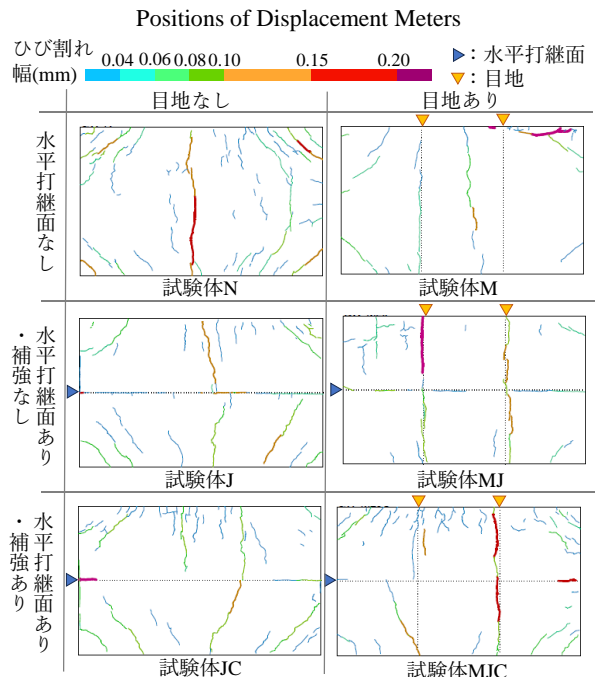 Positions of Displacement Meters
ひび割れ
幅(mm)
0.04 0.06 0.08 0.10 0.15 0.20
▶：水平打継面
▼：目地
目地なし
目地あり
水平打継面なし
試験体N
試験体M
水平打継面あり
・補強なし
試験体J
試験体MJ
水平打継面あり
・補強あり
試験体JC
試験体MJC